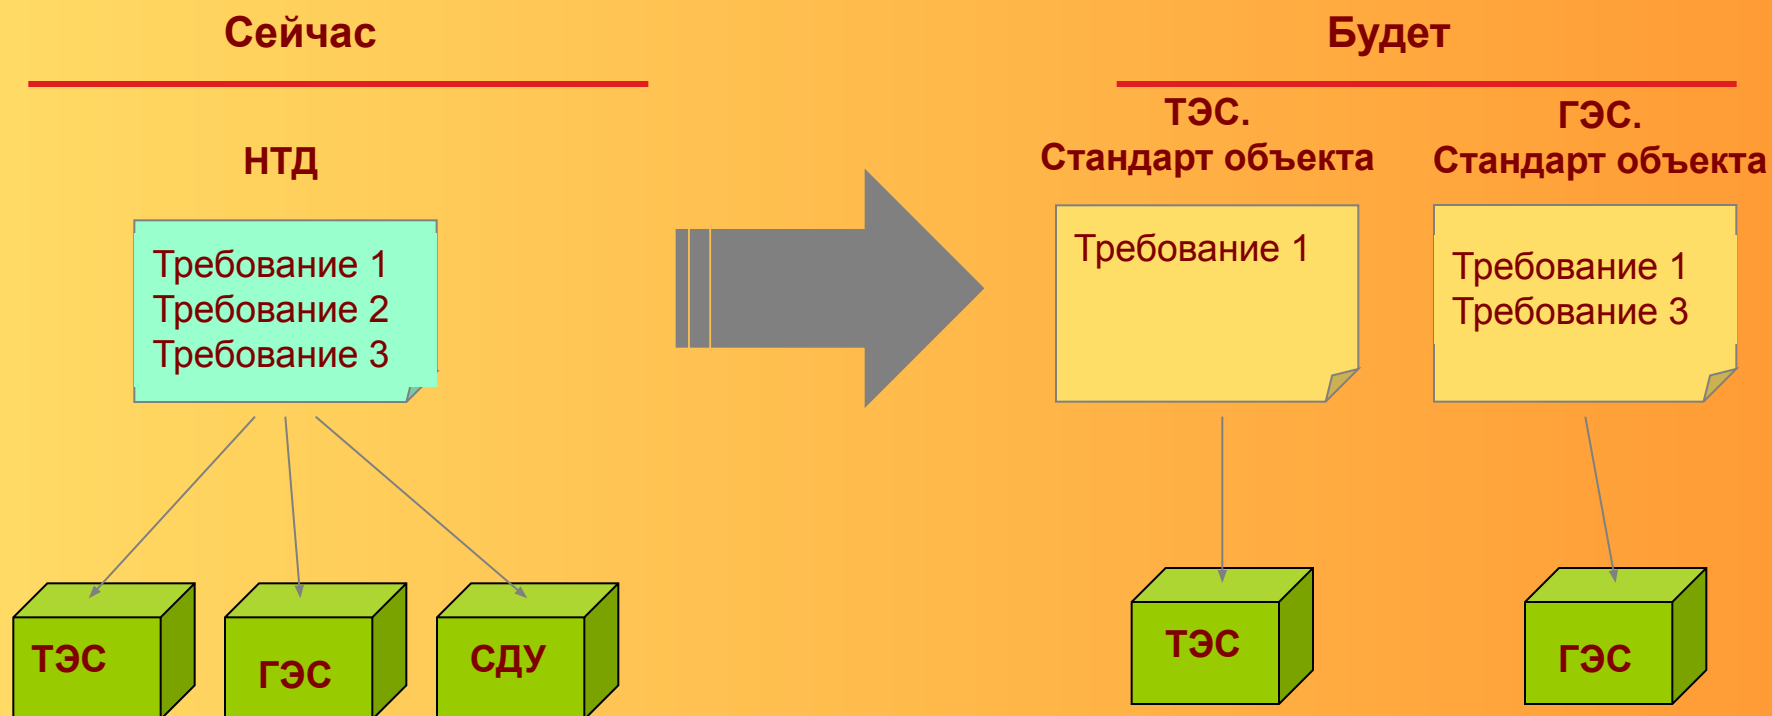 Сейчас
НТД
Требование 1
Требование 2
Требование 3
ТЭС
ГЭС
СДУ
Будет
ТЭС.
Стандарт объекта
Требование 1
ТЭС
ГЭС.
Стандарт объекта
Требование 1
Требование 3
ГЭС